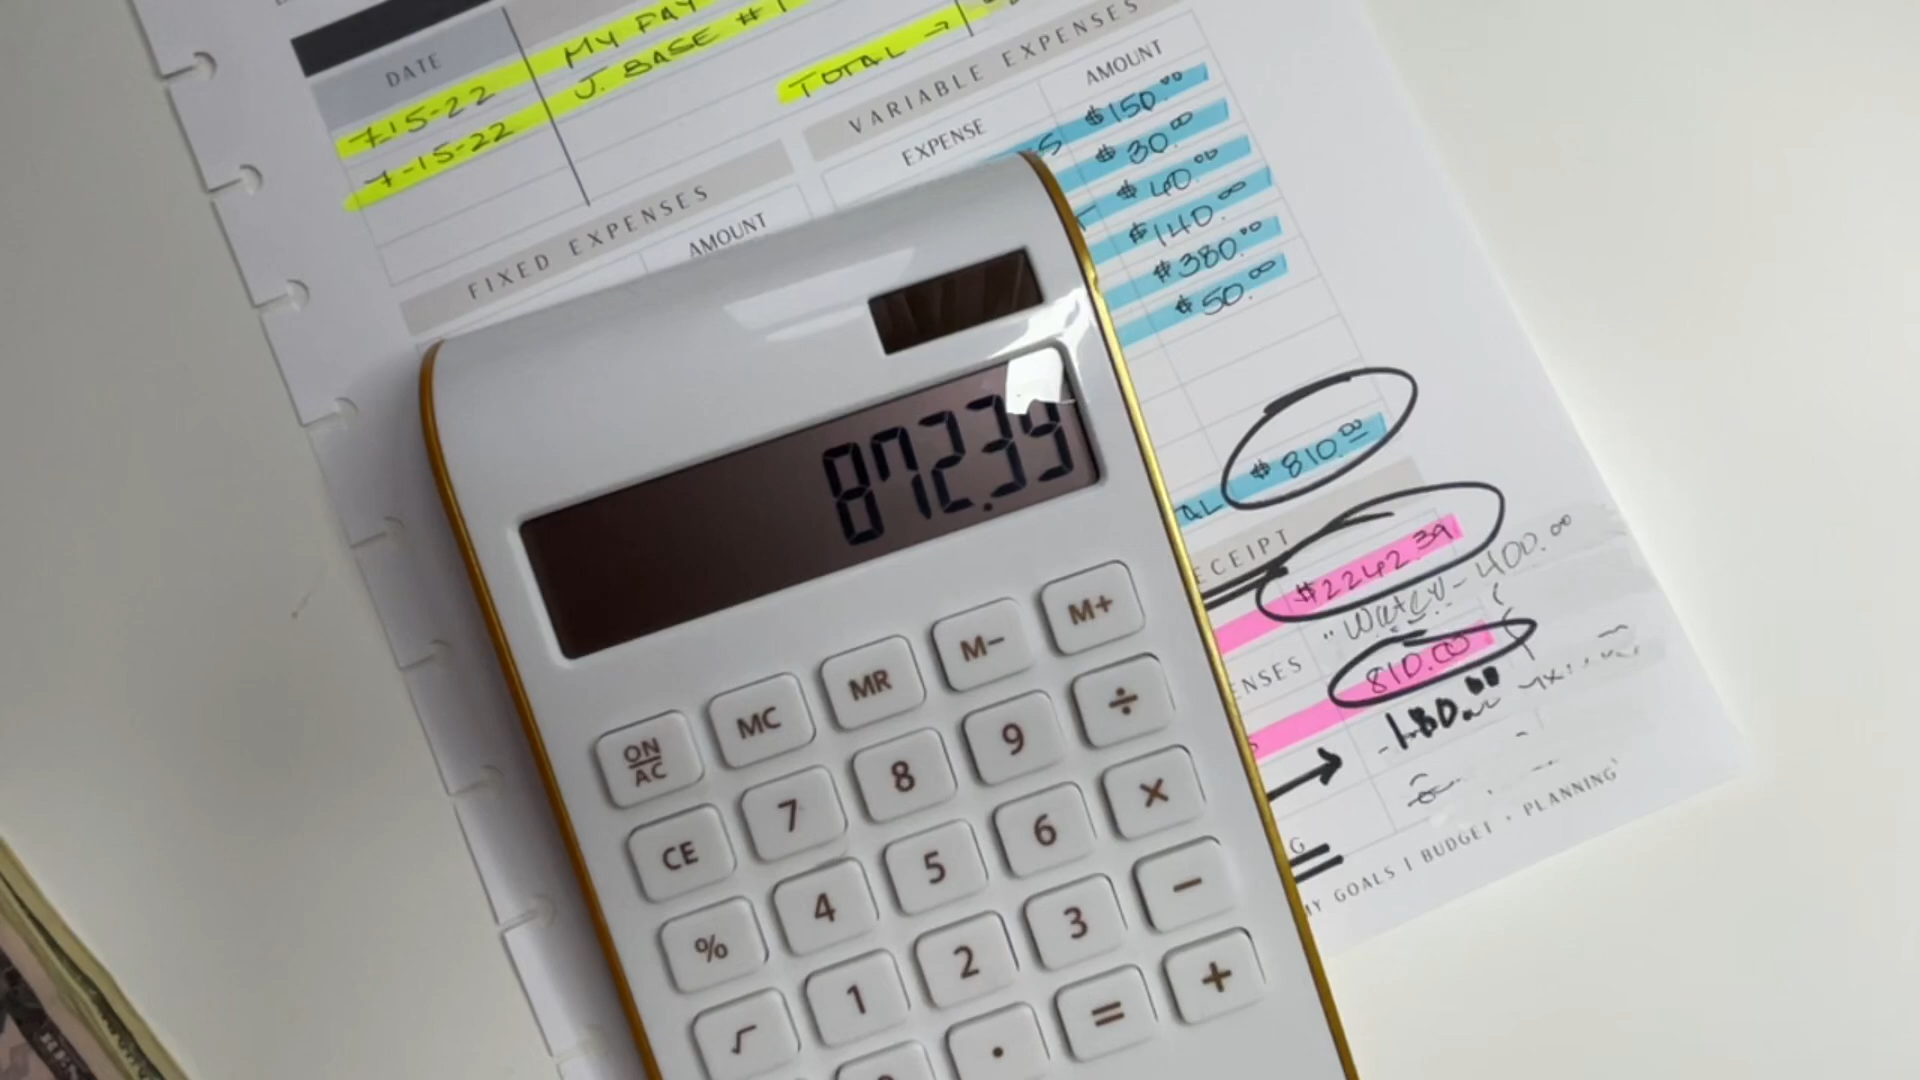 DATE
MY PAY
7-15-22
J. BASE #1
7-15-22
TOTAL →
VARIABLE EXPENSES
EXPENSE
AMOUNT
$150.00
$30.00
$40.00
$140.00
$380.00
$50.00
$810.00
FIXED EXPENSES
AMOUNT
872.39
ECEIPT
$2242.39
- 400.00
ENSES
810.00
- 180.00
G
MY GOALS | BUDGET • PLANNING
M+
M-
MR
MC
ON
AC
÷
9
8
7
CE
×
6
5
4
%
−
3
2
1
√
+
=
.